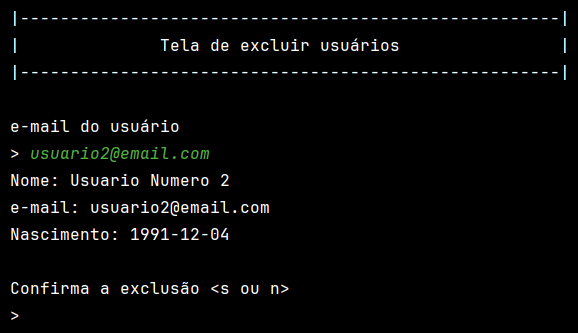 |------------------------------------------------------|
|              Tela de excluir usuários                |
|------------------------------------------------------|
e-mail do usuário
> usuario2@email.com
Nome: Usuario Numero 2
e-mail: usuario2@email.com
Nascimento: 1991-12-04
Confirma a exclusão <s ou n>
>